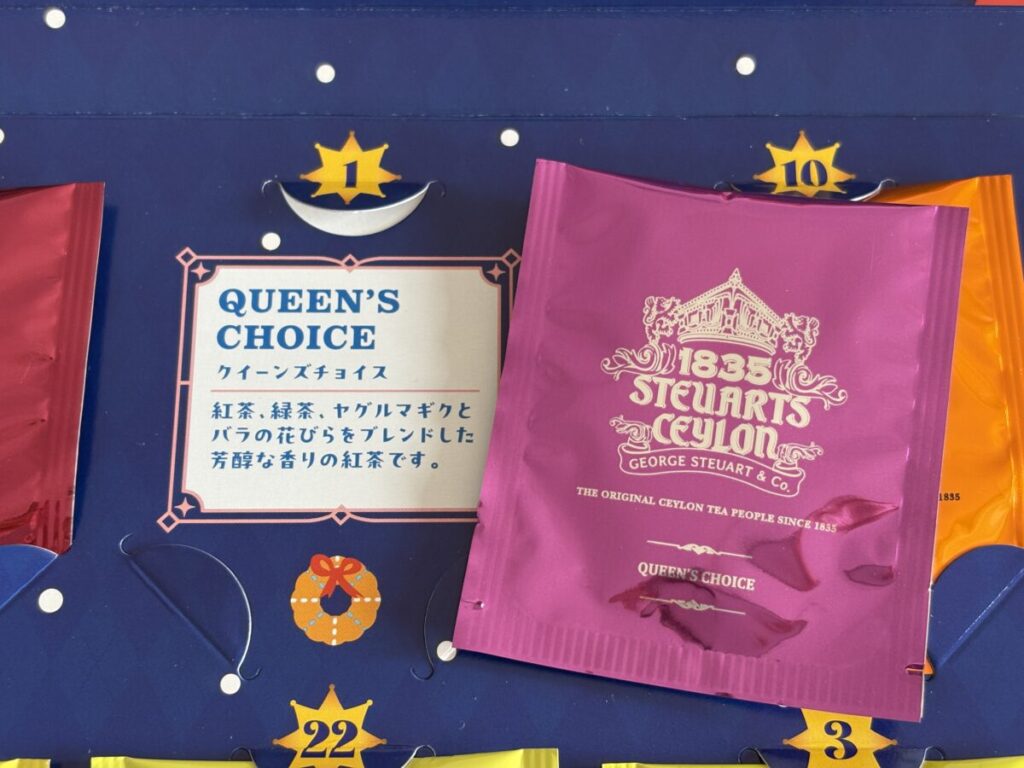 1
10
QUEEN'S
CHOICE
クイーンズチョイス
紅茶、緑茶、ヤグルマギクと
バラの花びらをブレンドした
芳醇な香りの紅茶です。
1835
STEUARTS
CEYLON
GEORGE STEUART & Co.
THE ORIGINAL CEYLON TEA PEOPLE SINCE 1835
QUEEN'S CHOICE
1835
22
3